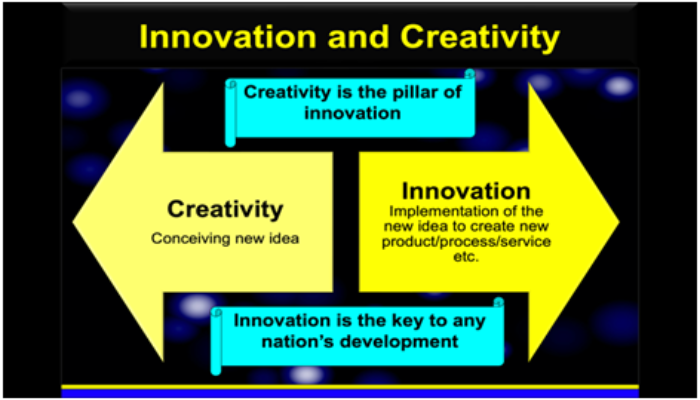 Innovation and Creativity
Creativity is the pillar of
innovation
Creativity
Conceiving new idea
Innovation
Implementation of the
new idea to create new
product/process/service
etc.
Innovation is the key to any
nation's development